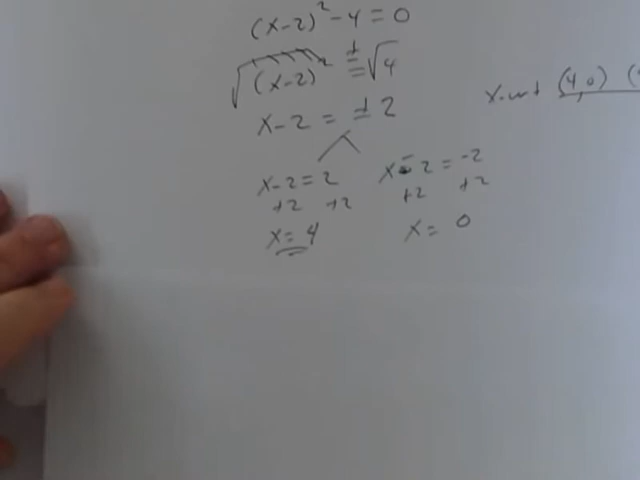 (x-2)² - 4 = 0
√(x-2)² = ±√4
x-2 = ±2
x-2 = 2
+2 +2
x = 4
x-2 = -2
+2 +2
x = 0
x-int (4,0) (